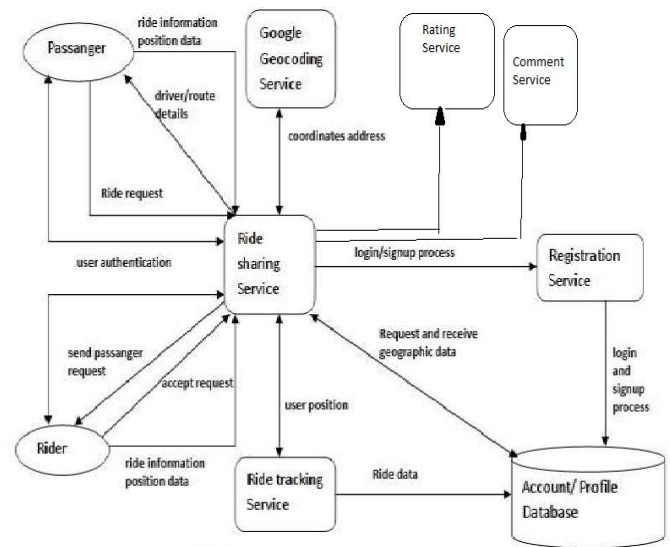 Passanger
ride information
position data
Google
Geocoding
Service
Rating
Service
Comment
Service
driver/route
details
coordinates address
Ride request
Ride
sharing
Service
user authentication
login/signup process
Registration
Service
send passanger
request
accept request
Request and receive
geographic data
login
and
signup
process
user position
Rider
ride information
position data
Ride tracking
Service
Ride data
Account/ Profile
Database